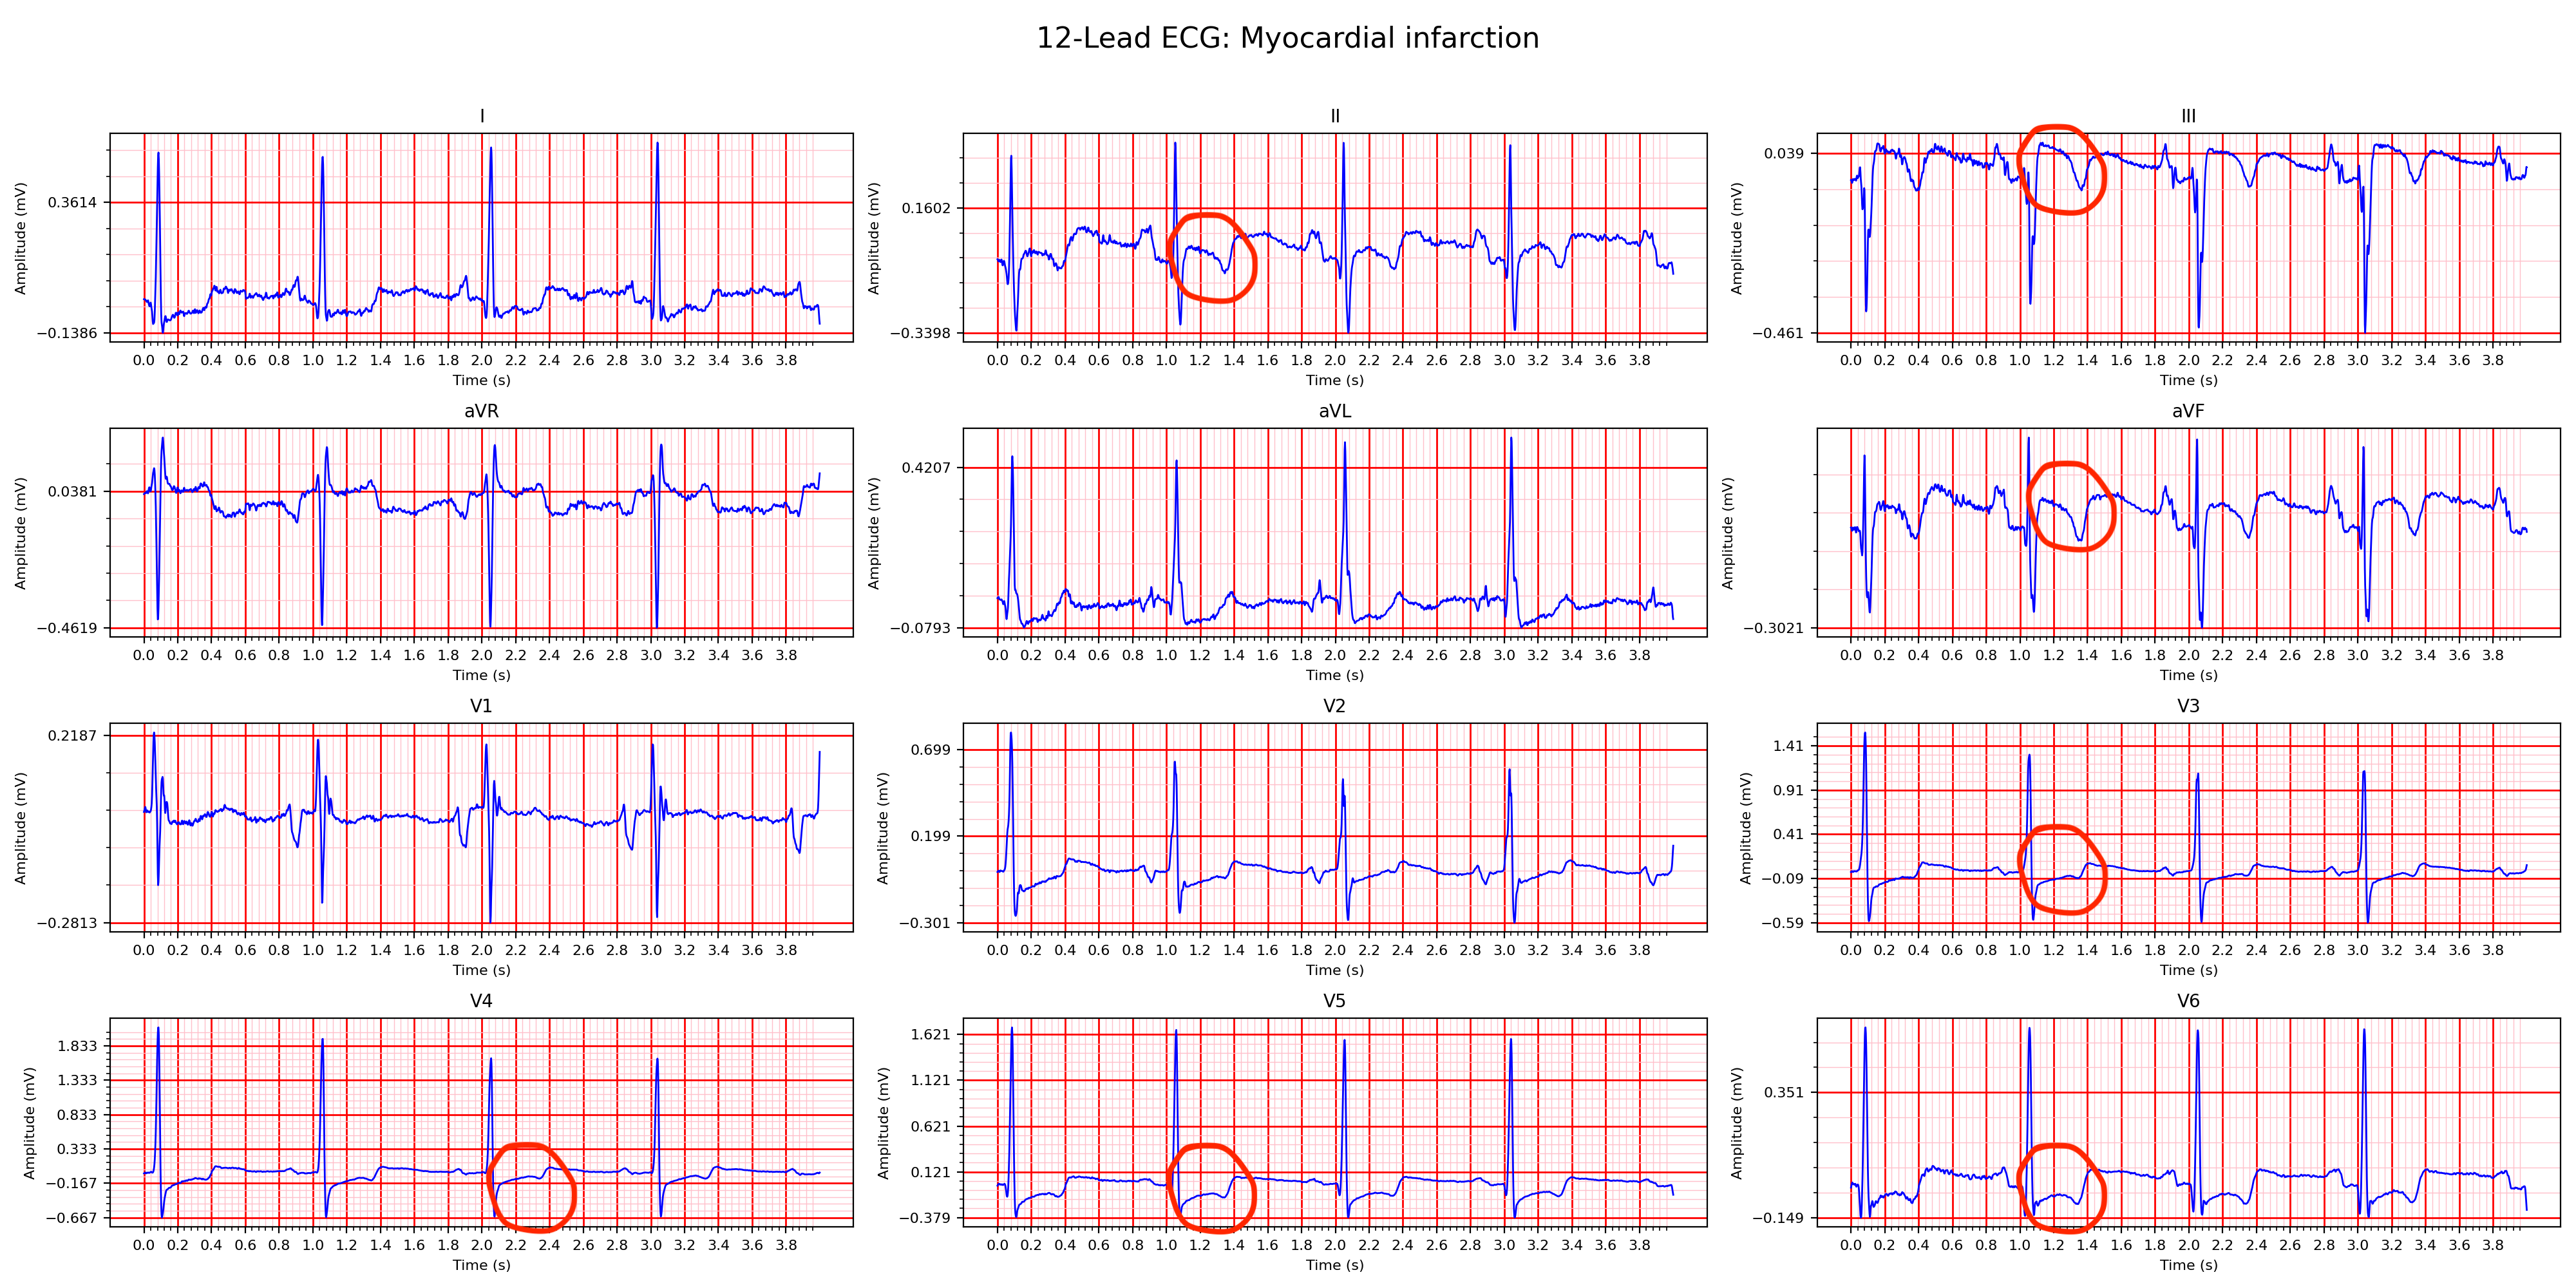 12-Lead ECG: Myocardial infarction
I
II
III
Amplitude (mV)
0.3614
−0.1386
0.0 0.2 0.4 0.6 0.8 1.0 1.2 1.4 1.6 1.8 2.0 2.2 2.4 2.6 2.8 3.0 3.2 3.4 3.6 3.8
Time (s)
Amplitude (mV)
0.1602
−0.3398
0.0 0.2 0.4 0.6 0.8 1.0 1.2 1.4 1.6 1.8 2.0 2.2 2.4 2.6 2.8 3.0 3.2 3.4 3.6 3.8
Time (s)
Amplitude (mV)
0.039
−0.461
0.0 0.2 0.4 0.6 0.8 1.0 1.2 1.4 1.6 1.8 2.0 2.2 2.4 2.6 2.8 3.0 3.2 3.4 3.6 3.8
Time (s)
aVR
aVL
aVF
Amplitude (mV)
0.0381
−0.4619
0.0 0.2 0.4 0.6 0.8 1.0 1.2 1.4 1.6 1.8 2.0 2.2 2.4 2.6 2.8 3.0 3.2 3.4 3.6 3.8
Time (s)
Amplitude (mV)
0.4207
−0.0793
0.0 0.2 0.4 0.6 0.8 1.0 1.2 1.4 1.6 1.8 2.0 2.2 2.4 2.6 2.8 3.0 3.2 3.4 3.6 3.8
Time (s)
Amplitude (mV)
−0.3021
0.0 0.2 0.4 0.6 0.8 1.0 1.2 1.4 1.6 1.8 2.0 2.2 2.4 2.6 2.8 3.0 3.2 3.4 3.6 3.8
Time (s)
V1
V2
V3
Amplitude (mV)
0.2187
−0.2813
0.0 0.2 0.4 0.6 0.8 1.0 1.2 1.4 1.6 1.8 2.0 2.2 2.4 2.6 2.8 3.0 3.2 3.4 3.6 3.8
Time (s)
Amplitude (mV)
0.699
0.199
−0.301
0.0 0.2 0.4 0.6 0.8 1.0 1.2 1.4 1.6 1.8 2.0 2.2 2.4 2.6 2.8 3.0 3.2 3.4 3.6 3.8
Time (s)
Amplitude (mV)
1.41
0.91
0.41
−0.09
−0.59
0.0 0.2 0.4 0.6 0.8 1.0 1.2 1.4 1.6 1.8 2.0 2.2 2.4 2.6 2.8 3.0 3.2 3.4 3.6 3.8
Time (s)
V4
V5
V6
Amplitude (mV)
1.833
1.333
0.833
0.333
−0.167
−0.667
0.0 0.2 0.4 0.6 0.8 1.0 1.2 1.4 1.6 1.8 2.0 2.2 2.4 2.6 2.8 3.0 3.2 3.4 3.6 3.8
Time (s)
Amplitude (mV)
1.621
1.121
0.621
0.121
−0.379
0.0 0.2 0.4 0.6 0.8 1.0 1.2 1.4 1.6 1.8 2.0 2.2 2.4 2.6 2.8 3.0 3.2 3.4 3.6 3.8
Time (s)
Amplitude (mV)
0.351
−0.149
0.0 0.2 0.4 0.6 0.8 1.0 1.2 1.4 1.6 1.8 2.0 2.2 2.4 2.6 2.8 3.0 3.2 3.4 3.6 3.8
Time (s)